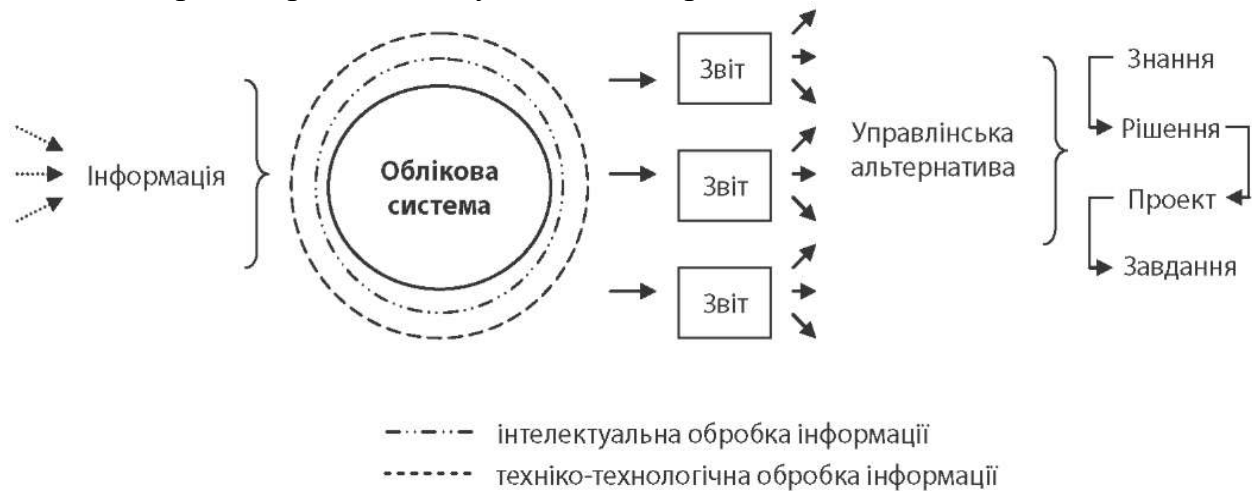 Інформація
Облікова
система
Звіт
Звіт
Звіт
Управлінська
альтернатива
Знання
Рішення
Проект
Завдання
інтелектуальна обробка інформації
техніко-технологічна обробка інформації